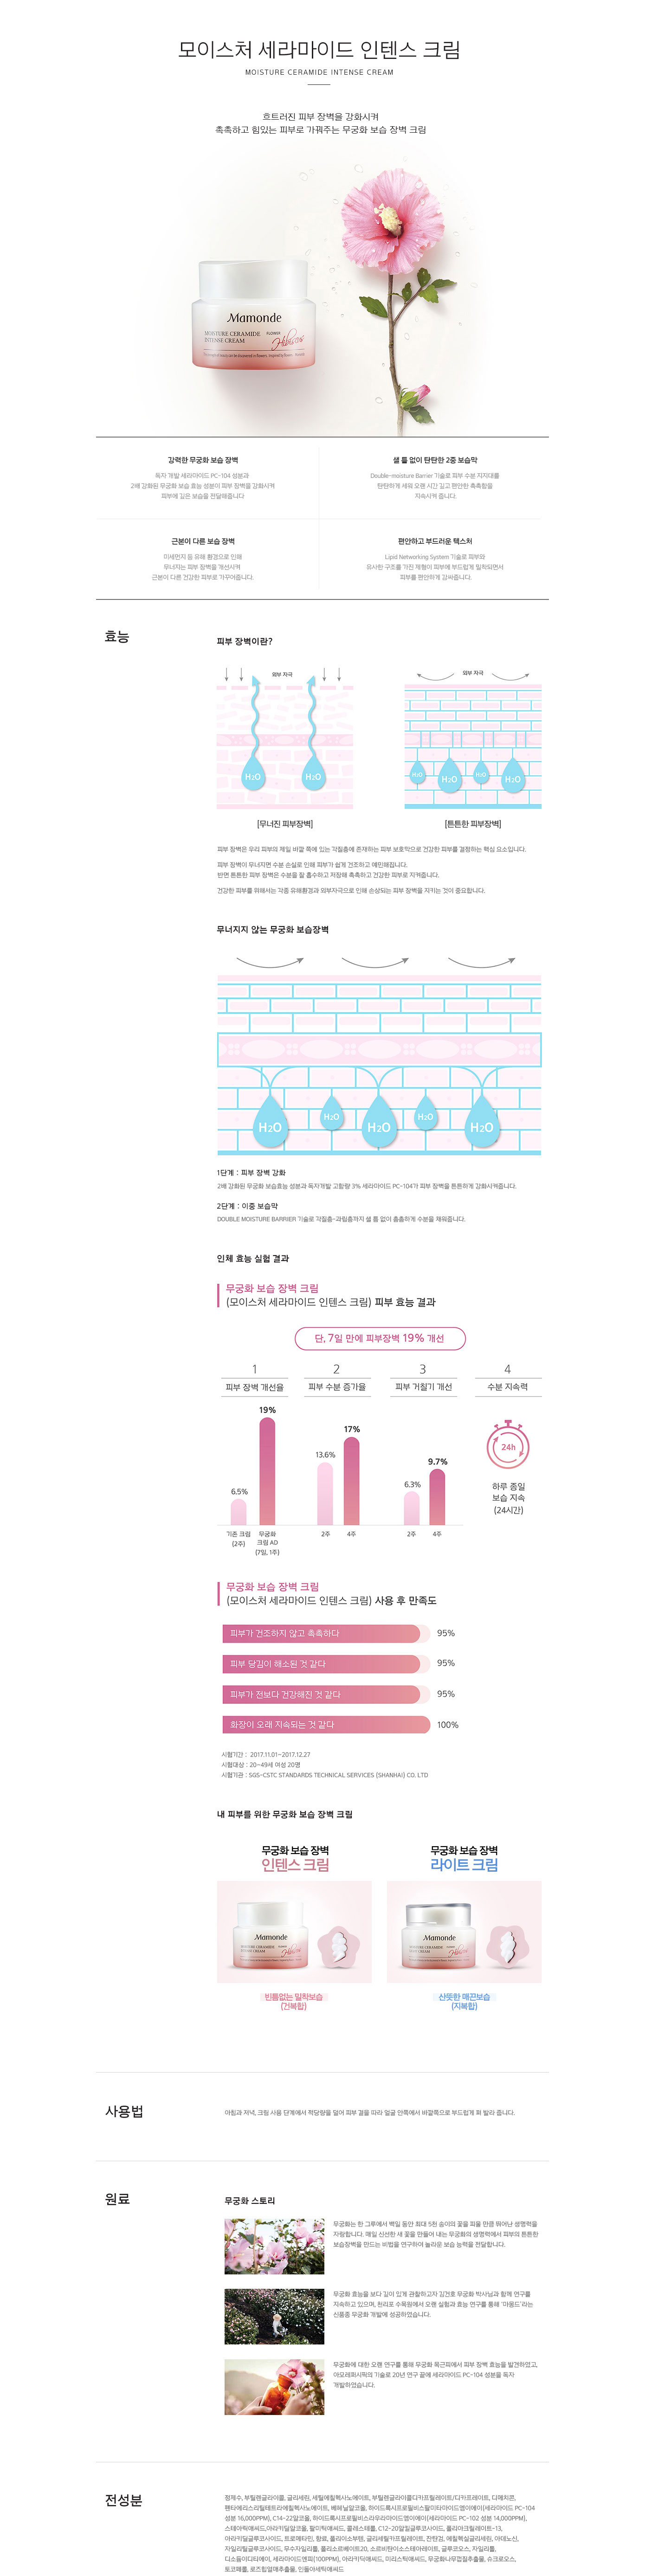 모이스처 세라마이드 인텐스 크림
MOISTURE CERAMIDE INTENSE CREAM
흐트러진 피부 장벽을 강화시켜
촉촉하고 힘있는 피부로 가꿔주는 무궁화 보습 장벽 크림
Mamonde
MOISTURE CERAMIDE
INTENSE CREAM
FLOWER
Hibiscus
강력한 무궁화 보습 장벽
독자 개발 세라마이드 PC-104 성분과
2배 강화된 무궁화 보습 효능 성분이 피부 장벽을 강화시켜
피부에 깊은 보습을 전달해줍니다
샐 틈 없이 탄탄한 2중 보습막
Double-moisture Barrier 기술로 피부 수분 지지대를
탄탄하게 세워 오랜 시간 깊고 편안한 촉촉함을
지속시켜 줍니다.
근본이 다른 보습 장벽
미세먼지 등 유해 환경으로 인해
무너지는 피부 장벽을 개선시켜
근본이 다른 건강한 피부로 가꾸어줍니다.
편안하고 부드러운 텍스처
Lipid Networking System 기술로 피부와
유사한 구조를 가진 제형이 피부에 부드럽게 밀착되면서
피부를 편안하게 감싸줍니다.
효능
피부 장벽이란?
외부 자극
외부 자극
H2O
H2O
H2O
H2O
H2O
H2O
[무너진 피부장벽]
[튼튼한 피부장벽]
피부 장벽은 우리 피부의 제일 바깥 쪽에 있는 각질층에 존재하는 피부 보호막으로 건강한 피부를 결정하는 핵심 요소입니다.
피부 장벽이 무너지면 수분 손실로 인해 피부가 쉽게 건조하고 예민해집니다.
반면 튼튼한 피부 장벽은 수분을 잘 흡수하고 저장해 촉촉하고 건강한 피부로 지켜줍니다.
건강한 피부를 위해서는 각종 유해환경과 외부자극으로 인해 손상되는 피부 장벽을 지키는 것이 중요합니다.
무너지지 않는 무궁화 보습장벽
H2O
H2O
H2O
H2O
H2O
1단계 : 피부 장벽 강화
2배 강화된 무궁화 보습효능 성분과 독자개발 고함량 3% 세라마이드 PC-104가 피부 장벽을 튼튼하게 강화시켜줍니다.
2단계 : 이중 보습막
DOUBLE MOISTURE BARRIER 기술로 각질층-과립층까지 샐 틈 없이 촘촘하게 수분을 채워줍니다.
인체 효능 실험 결과
무궁화 보습 장벽 크림
(모이스처 세라마이드 인텐스 크림) 피부 효능 결과
단, 7일 만에 피부장벽 19% 개선
1
피부 장벽 개선율
2
피부 수분 증가율
3
피부 거칠기 개선
4
수분 지속력
6.5%
19%
13.6%
17%
6.3%
9.7%
24h
하루 종일
보습 지속
(24시간)
기존 크림
(2주)
무궁화
크림 AD
(7일, 1주)
2주
4주
2주
4주
무궁화 보습 장벽 크림
(모이스처 세라마이드 인텐스 크림) 사용 후 만족도
피부가 건조하지 않고 촉촉하다
95%
피부 당김이 해소된 것 같다
95%
피부가 전보다 건강해진 것 같다
95%
화장이 오래 지속되는 것 같다
100%
시험기간 : 2017.11.01~2017.12.27
시험대상 : 20~49세 여성 20명
시험기관 : SGS-CSTC STANDARDS TECHNICAL SERVICES (SHANHAI) CO. LTD
내 피부를 위한 무궁화 보습 장벽 크림
무궁화 보습 장벽
인텐스 크림
무궁화 보습 장벽
라이트 크림
Mamonde
Mamonde
빈틈없는 밀착보습
(건복합)
산뜻한 매끈보습
(지복합)
사용법
아침과 저녁, 크림 사용 단계에서 적당량을 덜어 피부 결을 따라 얼굴 안쪽에서 바깥쪽으로 부드럽게 펴 발라 줍니다.
원료
무궁화 스토리
무궁화는 한 그루에서 백일 동안 최대 5천 송이의 꽃을 피울 만큼 뛰어난 생명력을
자랑합니다. 매일 신선한 새 꽃을 만들어 내는 무궁화의 생명력에서 피부의 튼튼한
보습장벽을 만드는 비법을 연구하여 놀라운 보습 능력을 전달합니다.
무궁화 효능을 보다 깊이 있게 관찰하고자 김건호 무궁화 박사님과 함께 연구를
지속하고 있으며, 천리포 수목원에서 오랜 실험과 효능 연구를 통해 '마몽드'라는
신품종 무궁화 개발에 성공하였습니다.
무궁화에 대한 오랜 연구를 통해 무궁화 목근피에서 피부 장벽 효능을 발견하였고,
아모레퍼시픽의 기술로 20년 연구 끝에 세라마이드 PC-104 성분을 독자
개발하였습니다.
전성분
정제수, 부틸렌글라이콜, 글리세린, 세틸에틸헥사노에이트, 부틸렌글라이콜다이카프릴레이트/다이카프레이트, 디메치콘,
펜타에리스리틸테트라에틸헥사노에이트, 베헤닐알코올, 하이드록시프로필비스팔미타마이드엠이에이(세라마이드 PC-104
성분 16,000PPM), C14-22알코올, 하이드록시프로필비스라우라마이드엠이에이(세라마이드 PC-102 성분 14,000PPM),
스테아릭애씨드, 아라키딜알코올, 팔미틱애씨드, 콜레스테롤, C12-20알킬글루코사이드, 폴리아크릴레이트-13,
아라키딜글루코사이드, 트로메타민, 향료, 폴리아이소부텐, 글리세릴카프릴레이트, 잔탄검, 에칠헥실글리세린, 아데노신,
자일리틸글루코사이드, 무수자일리톨, 폴리소르베이트20, 소르비탄이소스테아레이트, 글루코오스, 자일리톨,
디소듐이디티에이, 세라마이드엔피(100PPM), 아라키딕애씨드, 미리스틱애씨드, 무궁화나무껍질추출물, 슈크로오스,
토코페롤, 로즈힙열매추출물, 인돌아세틱애씨드